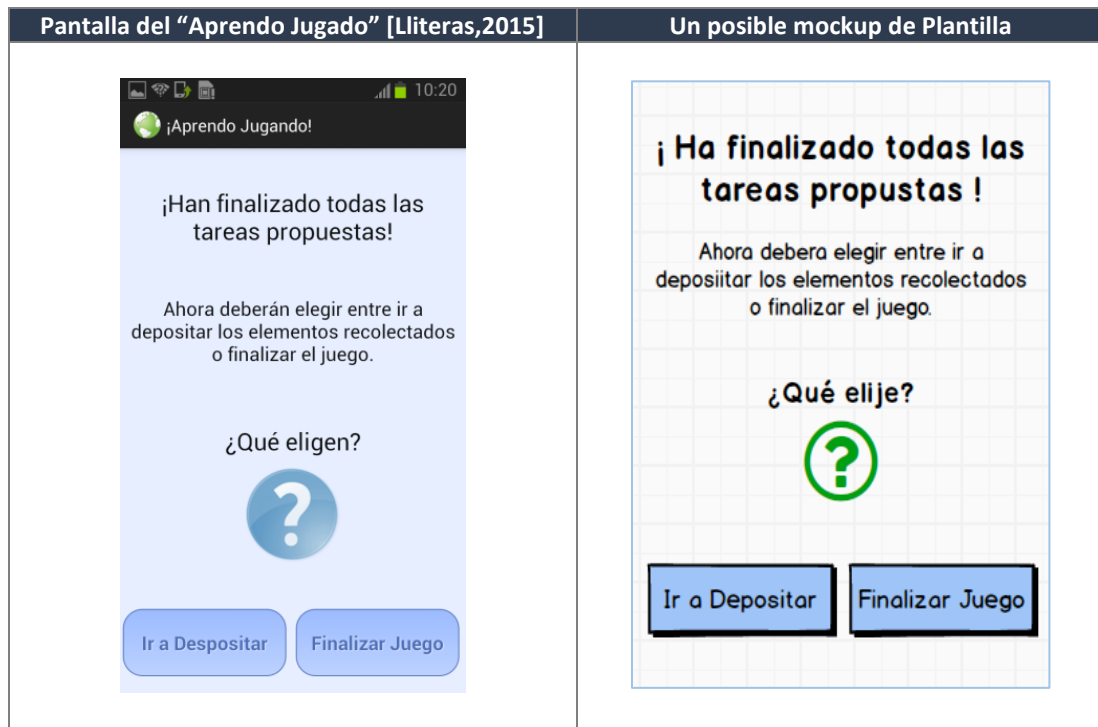 Pantalla del “Aprendo Jugado” [Lliteras,2015]
Un posible mockup de Plantilla
10:20
¡Aprendo Jugando!
¡Han finalizado todas las
tareas propuestas!
Ahora deberán elegir entre ir a
depositar los elementos recolectados
o finalizar el juego.
¿Qué eligen?
?
Ir a Despositar
Finalizar Juego
¡ Ha finalizado todas las
tareas propustas !
Ahora debera elegir entre ir a
deposiitar los elementos recolectados
o finalizar el juego.
¿Qué elije?
?
Ir a Depositar
Finalizar Juego